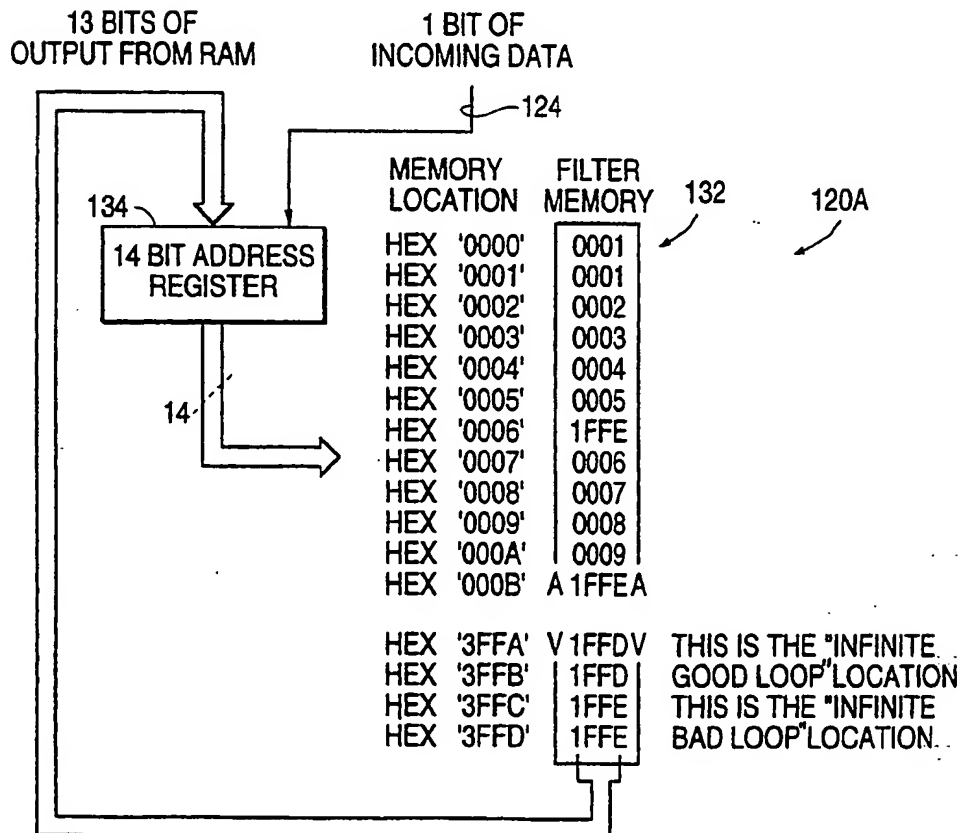 13 BITS OF
OUTPUT FROM RAM
1 BIT OF
INCOMING DATA
124
MEMORY LOCATION
FILTER MEMORY
132
120A
134
14 BIT ADDRESS
REGISTER
14
HEX '0000' 0001
HEX '0001' 0001
HEX '0002' 0002
HEX '0003' 0003
HEX '0004' 0004
HEX '0005' 0005
HEX '0006' 1FFE
HEX '0007' 0006
HEX '0008' 0007
HEX '0009' 0008
HEX '000A' 0009
HEX '000B' A 1FFE A
HEX '3FFA' V 1FFD V THIS IS THE "INFINITE
HEX '3FFB' 1FFD GOOD LOOP" LOCATION
HEX '3FFC' 1FFE THIS IS THE "INFINITE
HEX '3FFD' 1FFE BAD LOOP" LOCATION